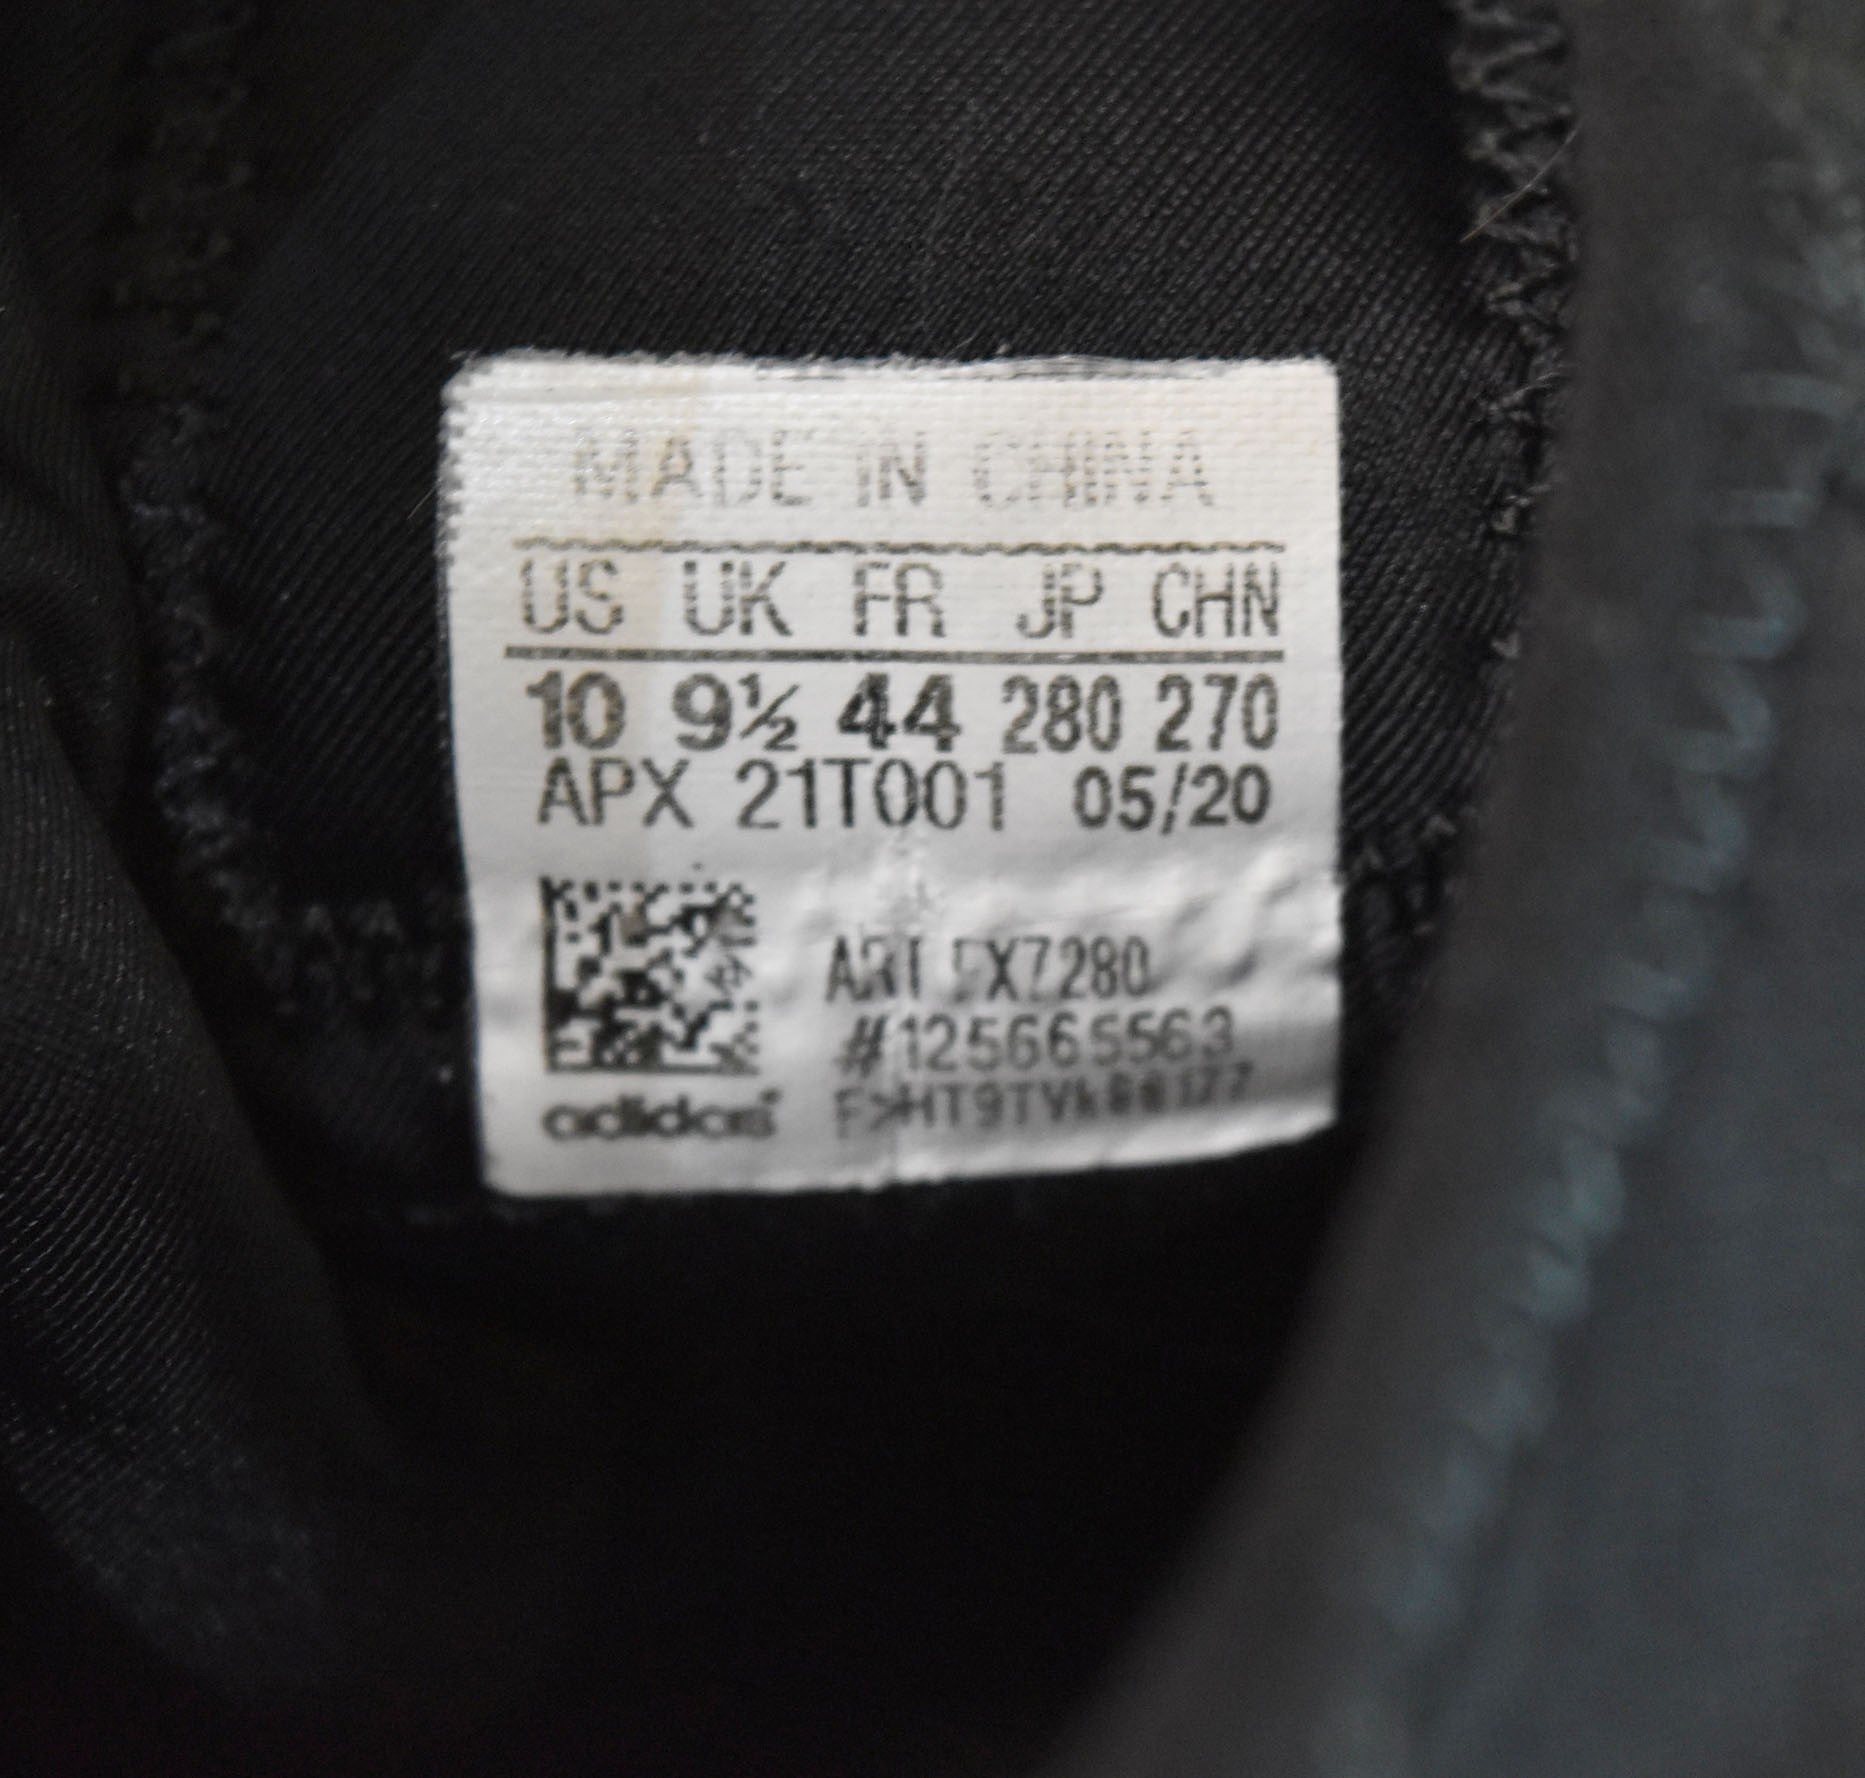 MADE IN CHINA
US UK FR JP CHN
10 9½ 44 280 270
APX 21T001 05/20
ART FX7280
#125665563
adidas